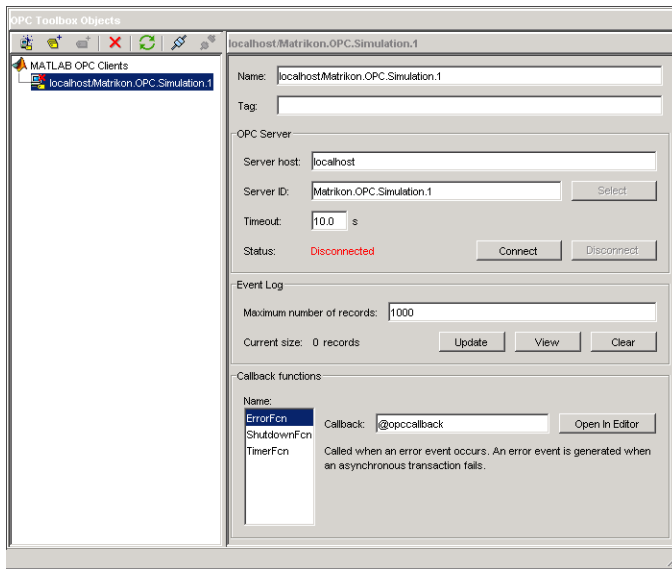 OPC Toolbox Objects
MATLAB OPC Clients
localhost/Matrikon.OPC.Simulation.1
localhost/Matrikon.OPC.Simulation.1
Name: localhost/Matrikon.OPC.Simulation.1
Tag:
OPC Server
Server host: localhost
Server ID: Matrikon.OPC.Simulation.1 Select
Timeout: 10.0 s
Status: Disconnected Connect Disconnect
Event Log
Maximum number of records: 1000
Current size: 0 records Update View Clear
Callback functions
Name:
ErrorFcn
ShutdownFcn
TimerFcn
Callback: @opccallback Open In Editor
Called when an error event occurs. An error event is generated when
an asynchronous transaction fails.